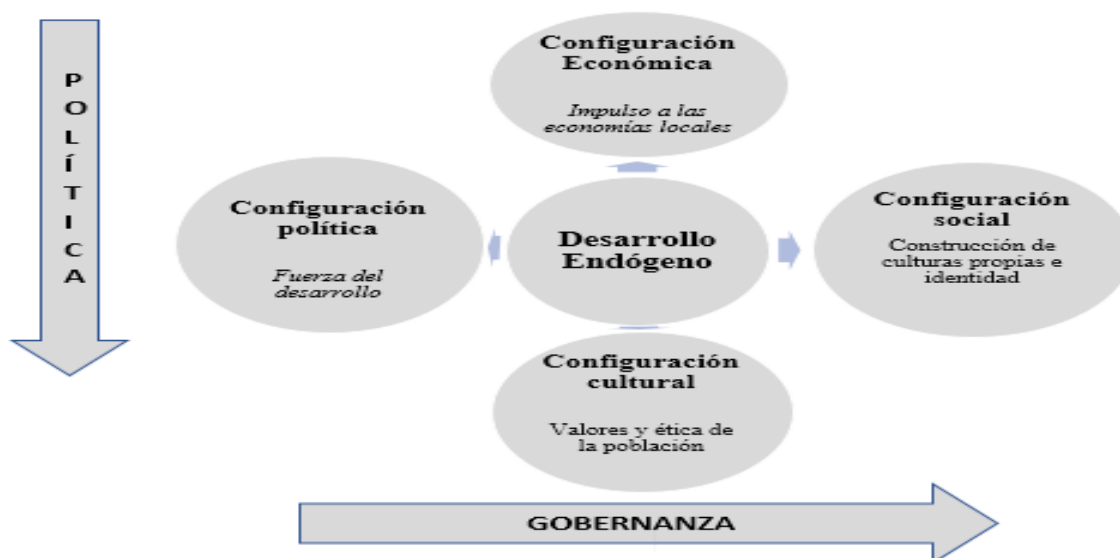 POLÍTICA
Configuración
Económica
Impulso a las
economías locales
Configuración
política
Fuerza del
desarrollo
Desarrollo
Endógeno
Configuración
social
Construcción de
culturas propias e
identidad
Configuración
cultural
Valores y ética de
la población
GOBERNANZA